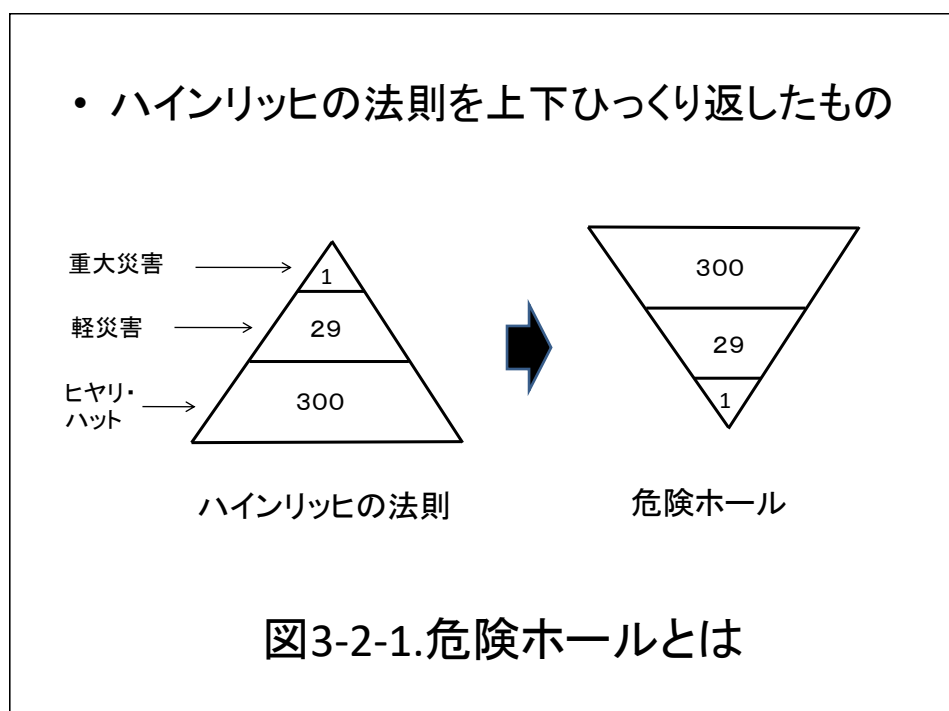 • ハインリッヒの法則を上下ひっくり返したもの
重大災害
1
軽災害
29
ヒヤリ・
ハット
300
ハインリッヒの法則
300
29
1
危険ホール
図3-2-1.危険ホールとは